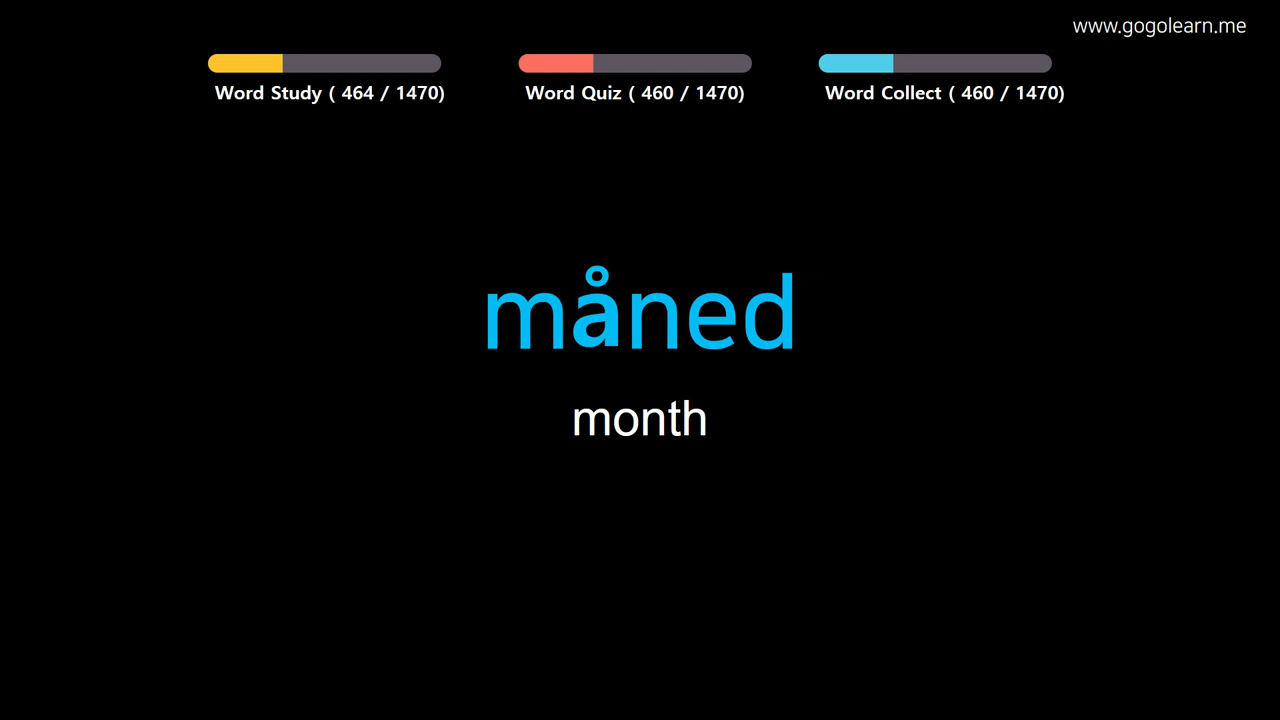 www.gogolearn.me
Word Study ( 464 / 1470)
Word Quiz ( 460 / 1470)
Word Collect ( 460 / 1470)
måned
month